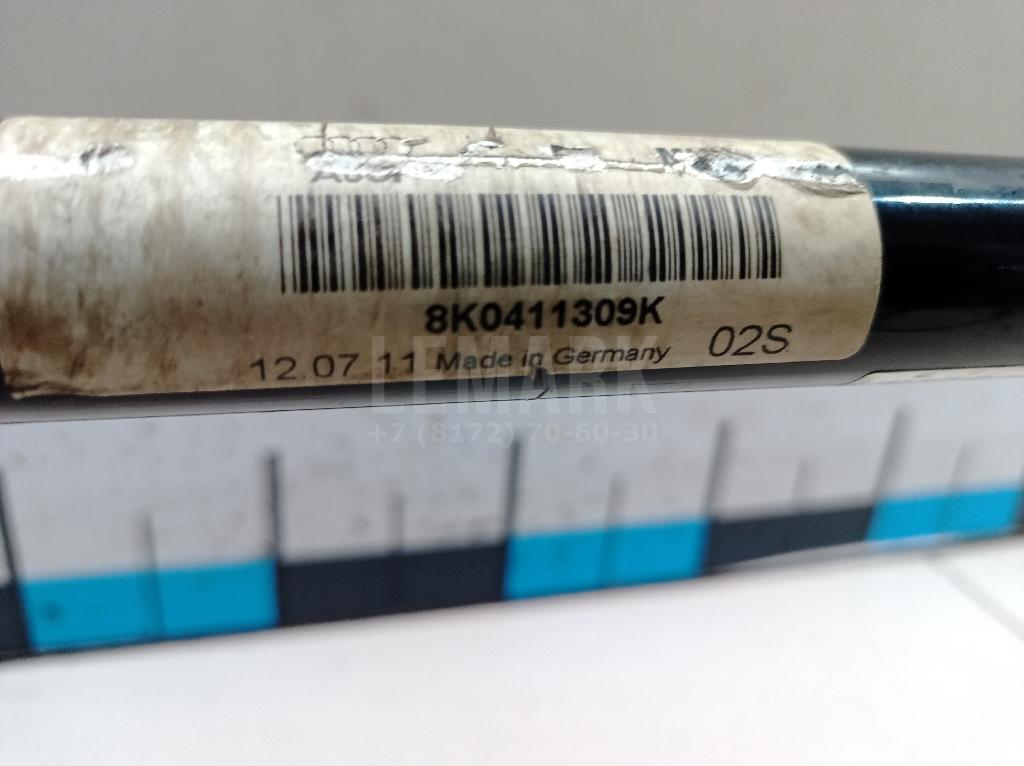 8K0411309K
12.07 11 Made in Germany 02S
LEMARK
+7 (8172) 70-60-30